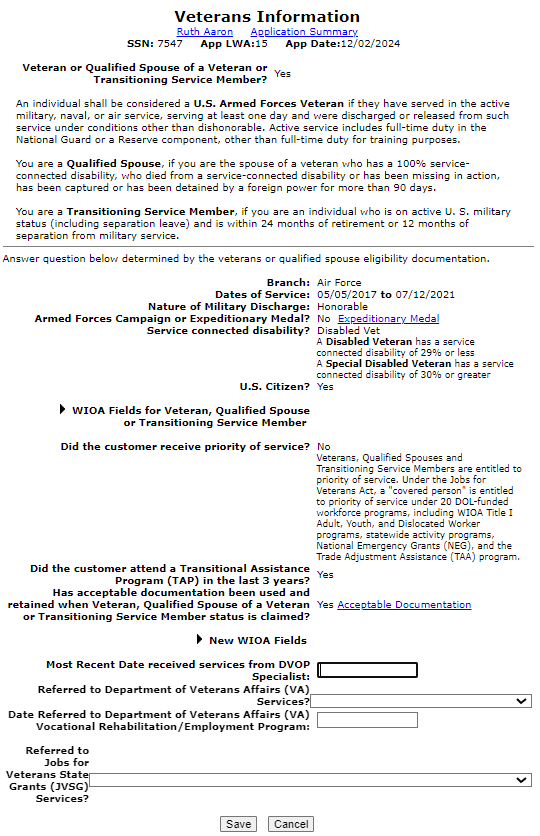 Veterans Information
Ruth Aaron Application Summary
SSN: 7547 App LWA:15 App Date:12/02/2024
Veteran or Qualified Spouse of a Veteran or
Transitioning Service Member? Yes
An individual shall be considered a U.S. Armed Forces Veteran if they have served in the active
military, naval, or air service, serving at least one day and were discharged or released from such
service under conditions other than dishonorable. Active service includes full-time duty in the
National Guard or a Reserve component, other than full-time duty for training purposes.
You are a Qualified Spouse, if you are the spouse of a veteran who has a 100% service-
connected disability, who died from a service-connected disability or has been missing in action,
has been captured or has been detained by a foreign power for more than 90 days.
You are a Transitioning Service Member, if you are an individual who is on active U. S. military
status (including separation leave) and is within 24 months of retirement or 12 months of
separation from military service.
Answer question below determined by the veterans or qualified spouse eligibility documentation.
Branch: Air Force
Dates of Service: 05/05/2017 to 07/12/2021
Nature of Military Discharge: Honorable
Armed Forces Campaign or Expeditionary Medal? No Expeditionary Medal
Service connected disability? Disabled Vet
A Disabled Veteran has a service
connected disability of 29% or less
A Special Disabled Veteran has a service
connected disability of 30% or greater
U.S. Citizen? Yes
WIOA Fields for Veteran, Qualified Spouse
or Transitioning Service Member
Did the customer receive priority of service? No
Veterans, Qualified Spouses and
Transitioning Service Members are entitled to
priority of service. Under the Jobs for
Veterans Act, a "covered person" is entitled
to priority of service under 20 DOL-funded
workforce programs, including WIOA Title I
Adult, Youth, and Dislocated Worker
programs, statewide activity programs,
National Emergency Grants (NEG), and the
Trade Adjustment Assistance (TAA) program.
Did the customer attend a Transitional Assistance
Program (TAP) in the last 3 years? Yes
Has acceptable documentation been used and
retained when Veteran, Qualified Spouse of a Veteran
or Transitioning Service Member status is claimed? Yes Acceptable Documentation
New WIOA Fields
Most Recent Date received services from DVOP
Specialist:
Referred to Department of Veterans Affairs (VA)
Services?
Date Referred to Department of Veterans Affairs (VA)
Vocational Rehabilitation/Employment Program:
Referred to
Jobs for
Veterans State
Grants (JVSG)
Services?
Save Cancel